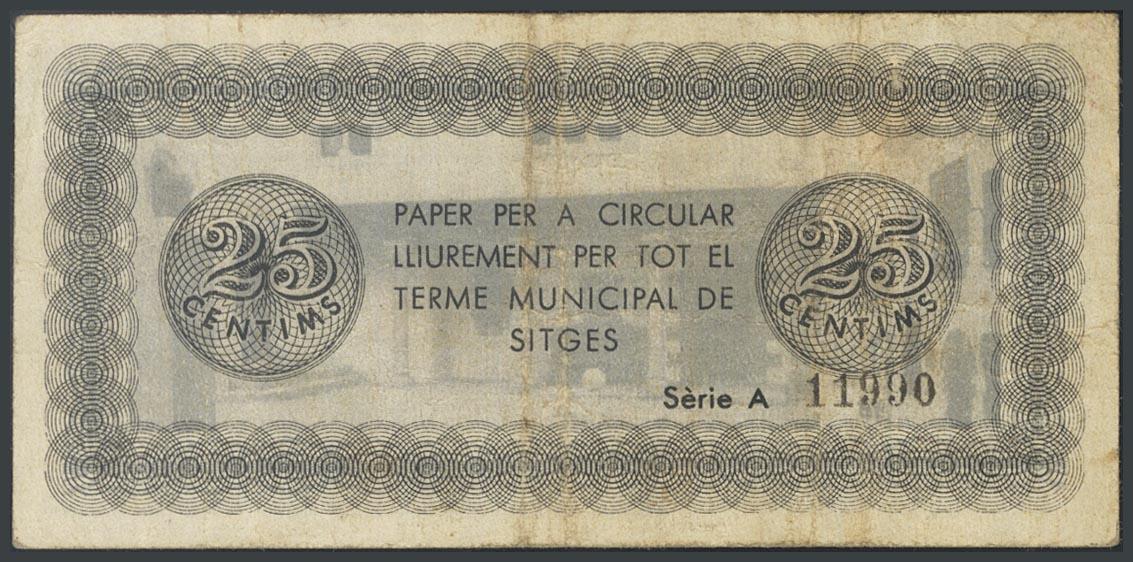 25
CENTIMS
PAPER PER A CIRCULAR
LLIUREMENT PER TOT EL
TERME MUNICIPAL DE
SITGES
25
CENTIMS
Sèrie A 11990